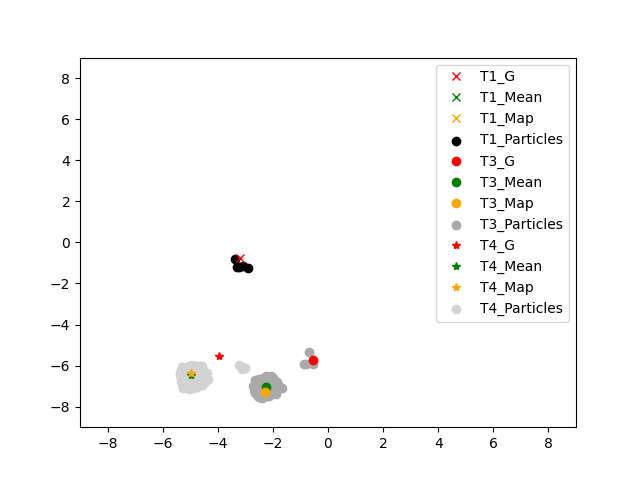 8
6
4
2
0
−2
−4
−6
−8
−8 −6 −4 −2 0 2 4 6 8
T1_G
T1_Mean
T1_Map
T1_Particles
T3_G
T3_Mean
T3_Map
T3_Particles
T4_G
T4_Mean
T4_Map
T4_Particles